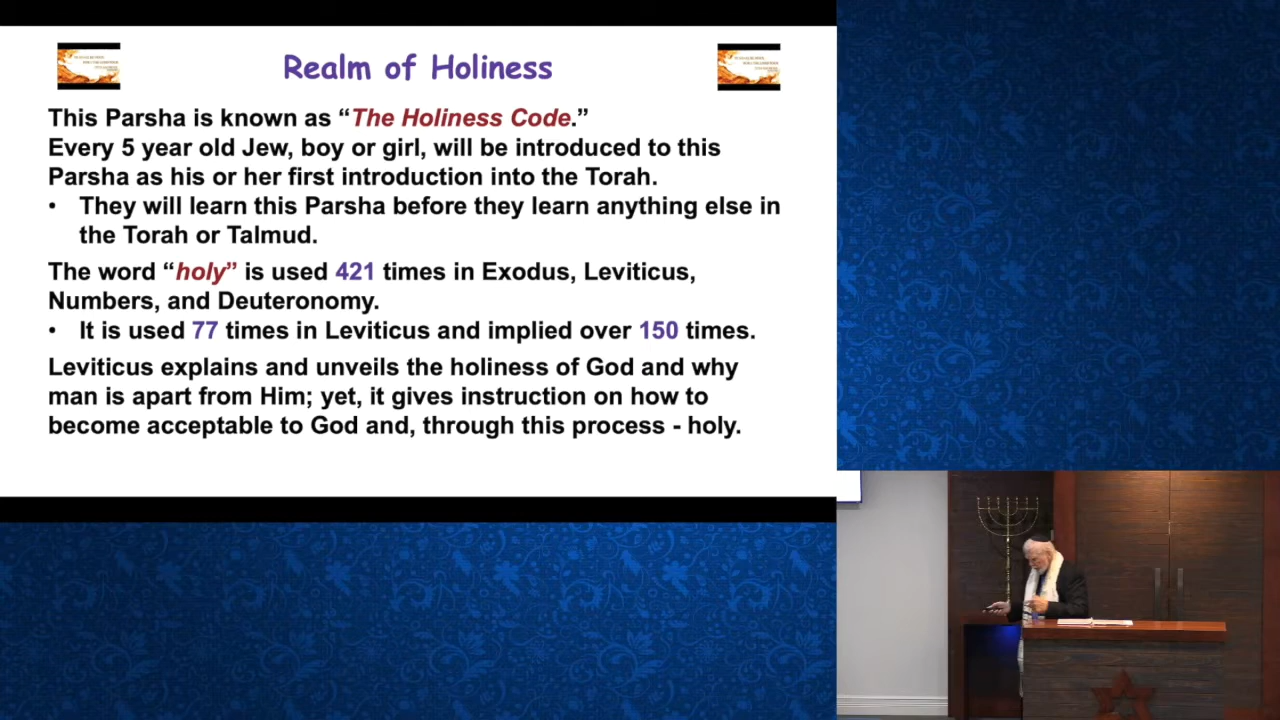 Realm of Holiness
This Parsha is known as “The Holiness Code.”
Every 5 year old Jew, boy or girl, will be introduced to this
Parsha as his or her first introduction into the Torah.
• They will learn this Parsha before they learn anything else in
the Torah or Talmud.
The word “holy” is used 421 times in Exodus, Leviticus,
Numbers, and Deuteronomy.
• It is used 77 times in Leviticus and implied over 150 times.
Leviticus explains and unveils the holiness of God and why
man is apart from Him; yet, it gives instruction on how to
become acceptable to God and, through this process - holy.